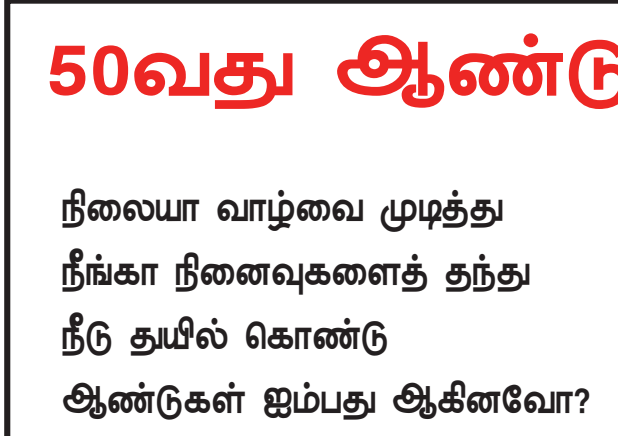 50வது ஆண்டு
நிலையா வாழ்வை முடித்து
நீங்கா நினைவுகளைத் தந்து
நீடு துயில் கொண்டு
ஆண்டுகள் ஐம்பது ஆகினவோ?